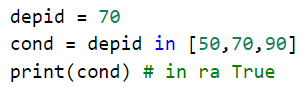 depid = 70
cond = depid in [50,70,90]
print(cond) # in ra True